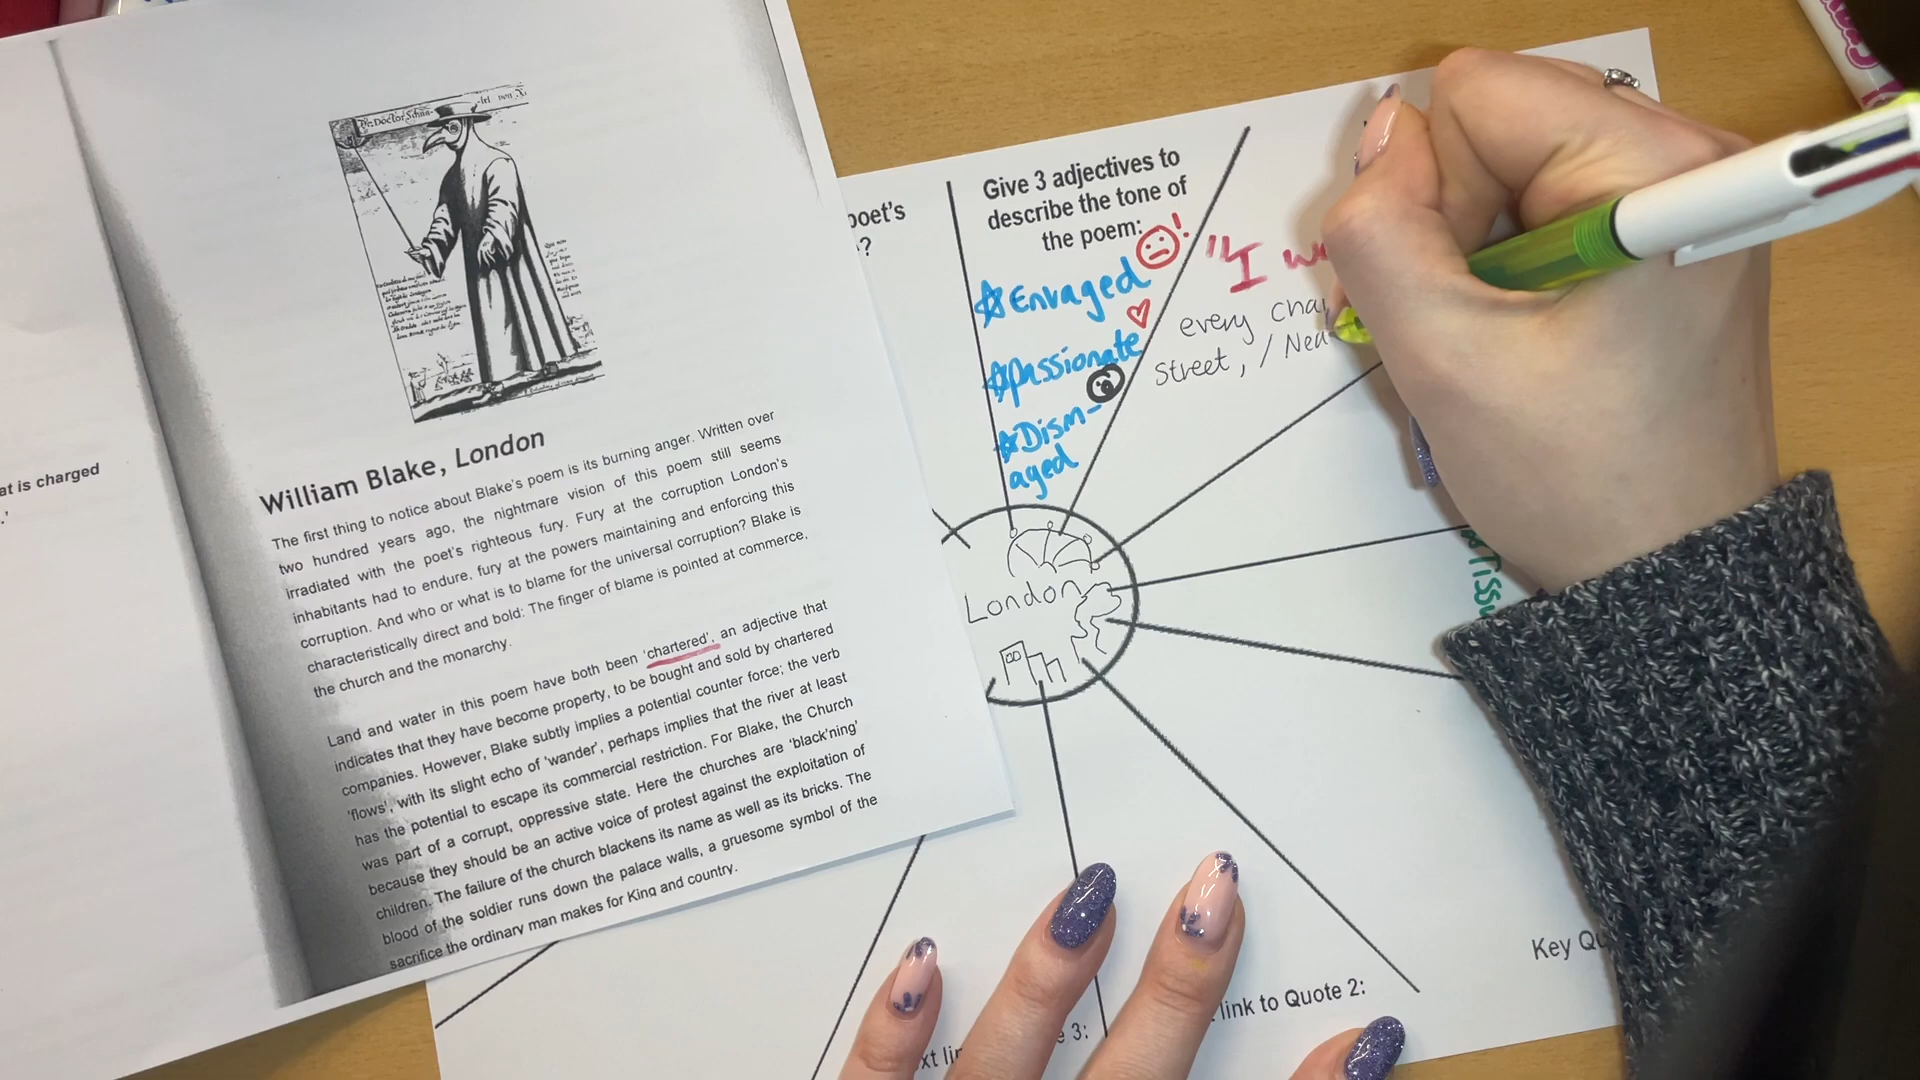 at is charged
.'
Dr. Doctor Schna-
William Blake, London
The first thing to notice about Blake's poem is its burning anger. Written over
two hundred years ago, the nightmare vision of this poem still seems
irradiated with the poet's righteous fury. Fury at the corruption London's
inhabitants had to endure, fury at the powers maintaining and enforcing this
corruption. And who or what is to blame for the universal corruption? Blake is
characteristically direct and bold: The finger of blame is pointed at commerce,
the church and the monarchy.
Land and water in this poem have both been 'chartered', an adjective that
indicates that they have become property, to be bought and sold by chartered
companies. However, Blake subtly implies a potential counter force; the verb
'flows', with its slight echo of 'wander', perhaps implies that the river at least
has the potential to escape its commercial restriction. For Blake, the Church
was part of a corrupt, oppressive state. Here the churches are 'black'ning'
because they should be an active voice of protest against the exploitation of
children. The failure of the church blackens its name as well as its bricks. The
blood of the soldier runs down the palace walls, a gruesome symbol of the
sacrifice the ordinary man makes for King and country.
poet's
?
Give 3 adjectives to
describe the tone of
the poem:
Enraged
passionate
Dism-
aged
"I w
every char
street, / Nea
London
Tissu
Key Qu
link to Quote 2:
xt lin
e 3: